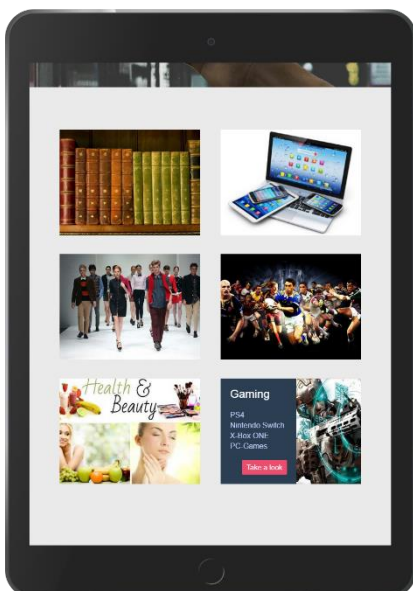 Health &
Beauty
Gaming
PS4
Nintendo Switch
X-Box ONE
PC-Games
Take a look